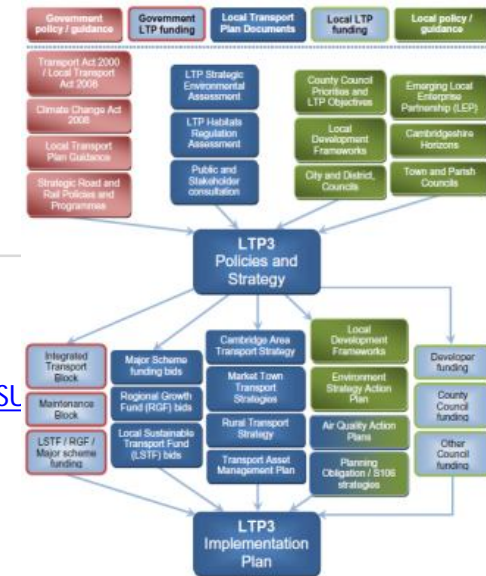 Government
policy / guidance
Government
LTP funding
Local Transport
Plan Documents
Local LTP
funding
Local policy /
guidance
Transport Act 2000
/ Local Transport
Act 2008
Climate Change Act
2008
Local Transport
Plan Guidance
Strategic Road and
Rail Policies and
Programmes
LTP Strategic
Environmental
Assessment
LTP Habitats
Regulation
Assessment
Public and
Stakeholder
consultation
County Council
Priorities and
LTP Objectives
Local
Development
Frameworks
City and District,
Councils
Emerging Local
Enterprise
Partnership (LEP)
Cambridgeshire
Horizons
Town and Parish
Councils
LTP3
Policies and
Strategy
Integrated
Transport
Block
Maintenance
Block
LSTF / RGF /
Major scheme
funding
Major Scheme
funding bids
Regional Growth
Fund (RGF) bids
Local Sustainable
Transport Fund
(LSTF) bids
Cambridge Area
Transport Strategy
Market Town
Transport
Strategies
Rural Transport
Strategy
Transport Asset
Management Plan
Local
Development
Frameworks
Environment
Strategy Action
Plan
Air Quality Action
Plans
Planning
Obligation / S106
strategies
Developer
funding
County
Council
funding
Other
Council
funding
SU
LTP3
Implementation
Plan